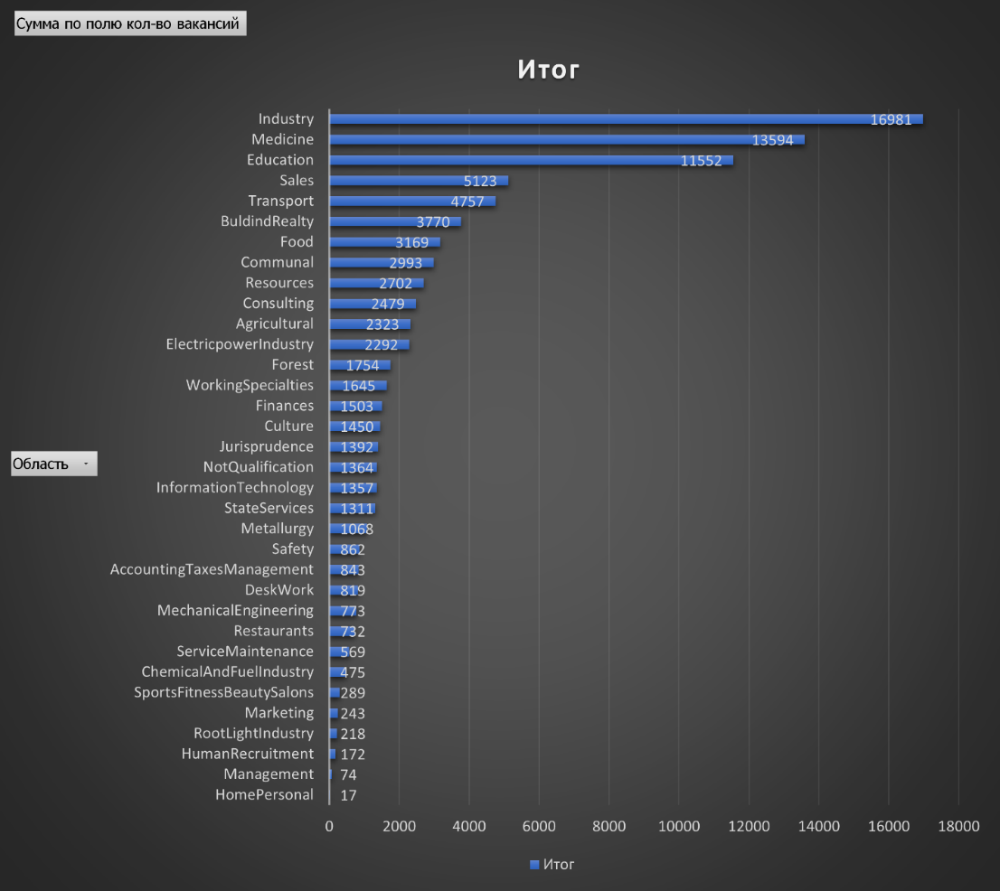 Сумма по полю кол-во вакансий
Итог
Industry 16981
Medicine 13594
Education 11552
Sales 5123
Transport 4757
BuldindRealty 3770
Food 3169
Communal 2993
Resources 2702
Consulting 2479
Agricultural 2323
ElectricpowerIndustry 2292
Forest 1754
WorkingSpecialties 1645
Finances 1503
Culture 1450
Jurisprudence 1392
Область
NotQualification 1364
InformationTechnology 1357
StateServices 1311
Metallurgy 1068
Safety 862
AccountingTaxesManagement 843
DeskWork 819
MechanicalEngineering 773
Restaurants 732
ServiceMaintenance 569
ChemicalAndFuelIndustry 475
SportsFitnessBeautySalons 289
Marketing 243
RootLightIndustry 218
HumanRecruitment 172
Management 74
HomePersonal 17
0 2000 4000 6000 8000 10000 12000 14000 16000 18000
Итог